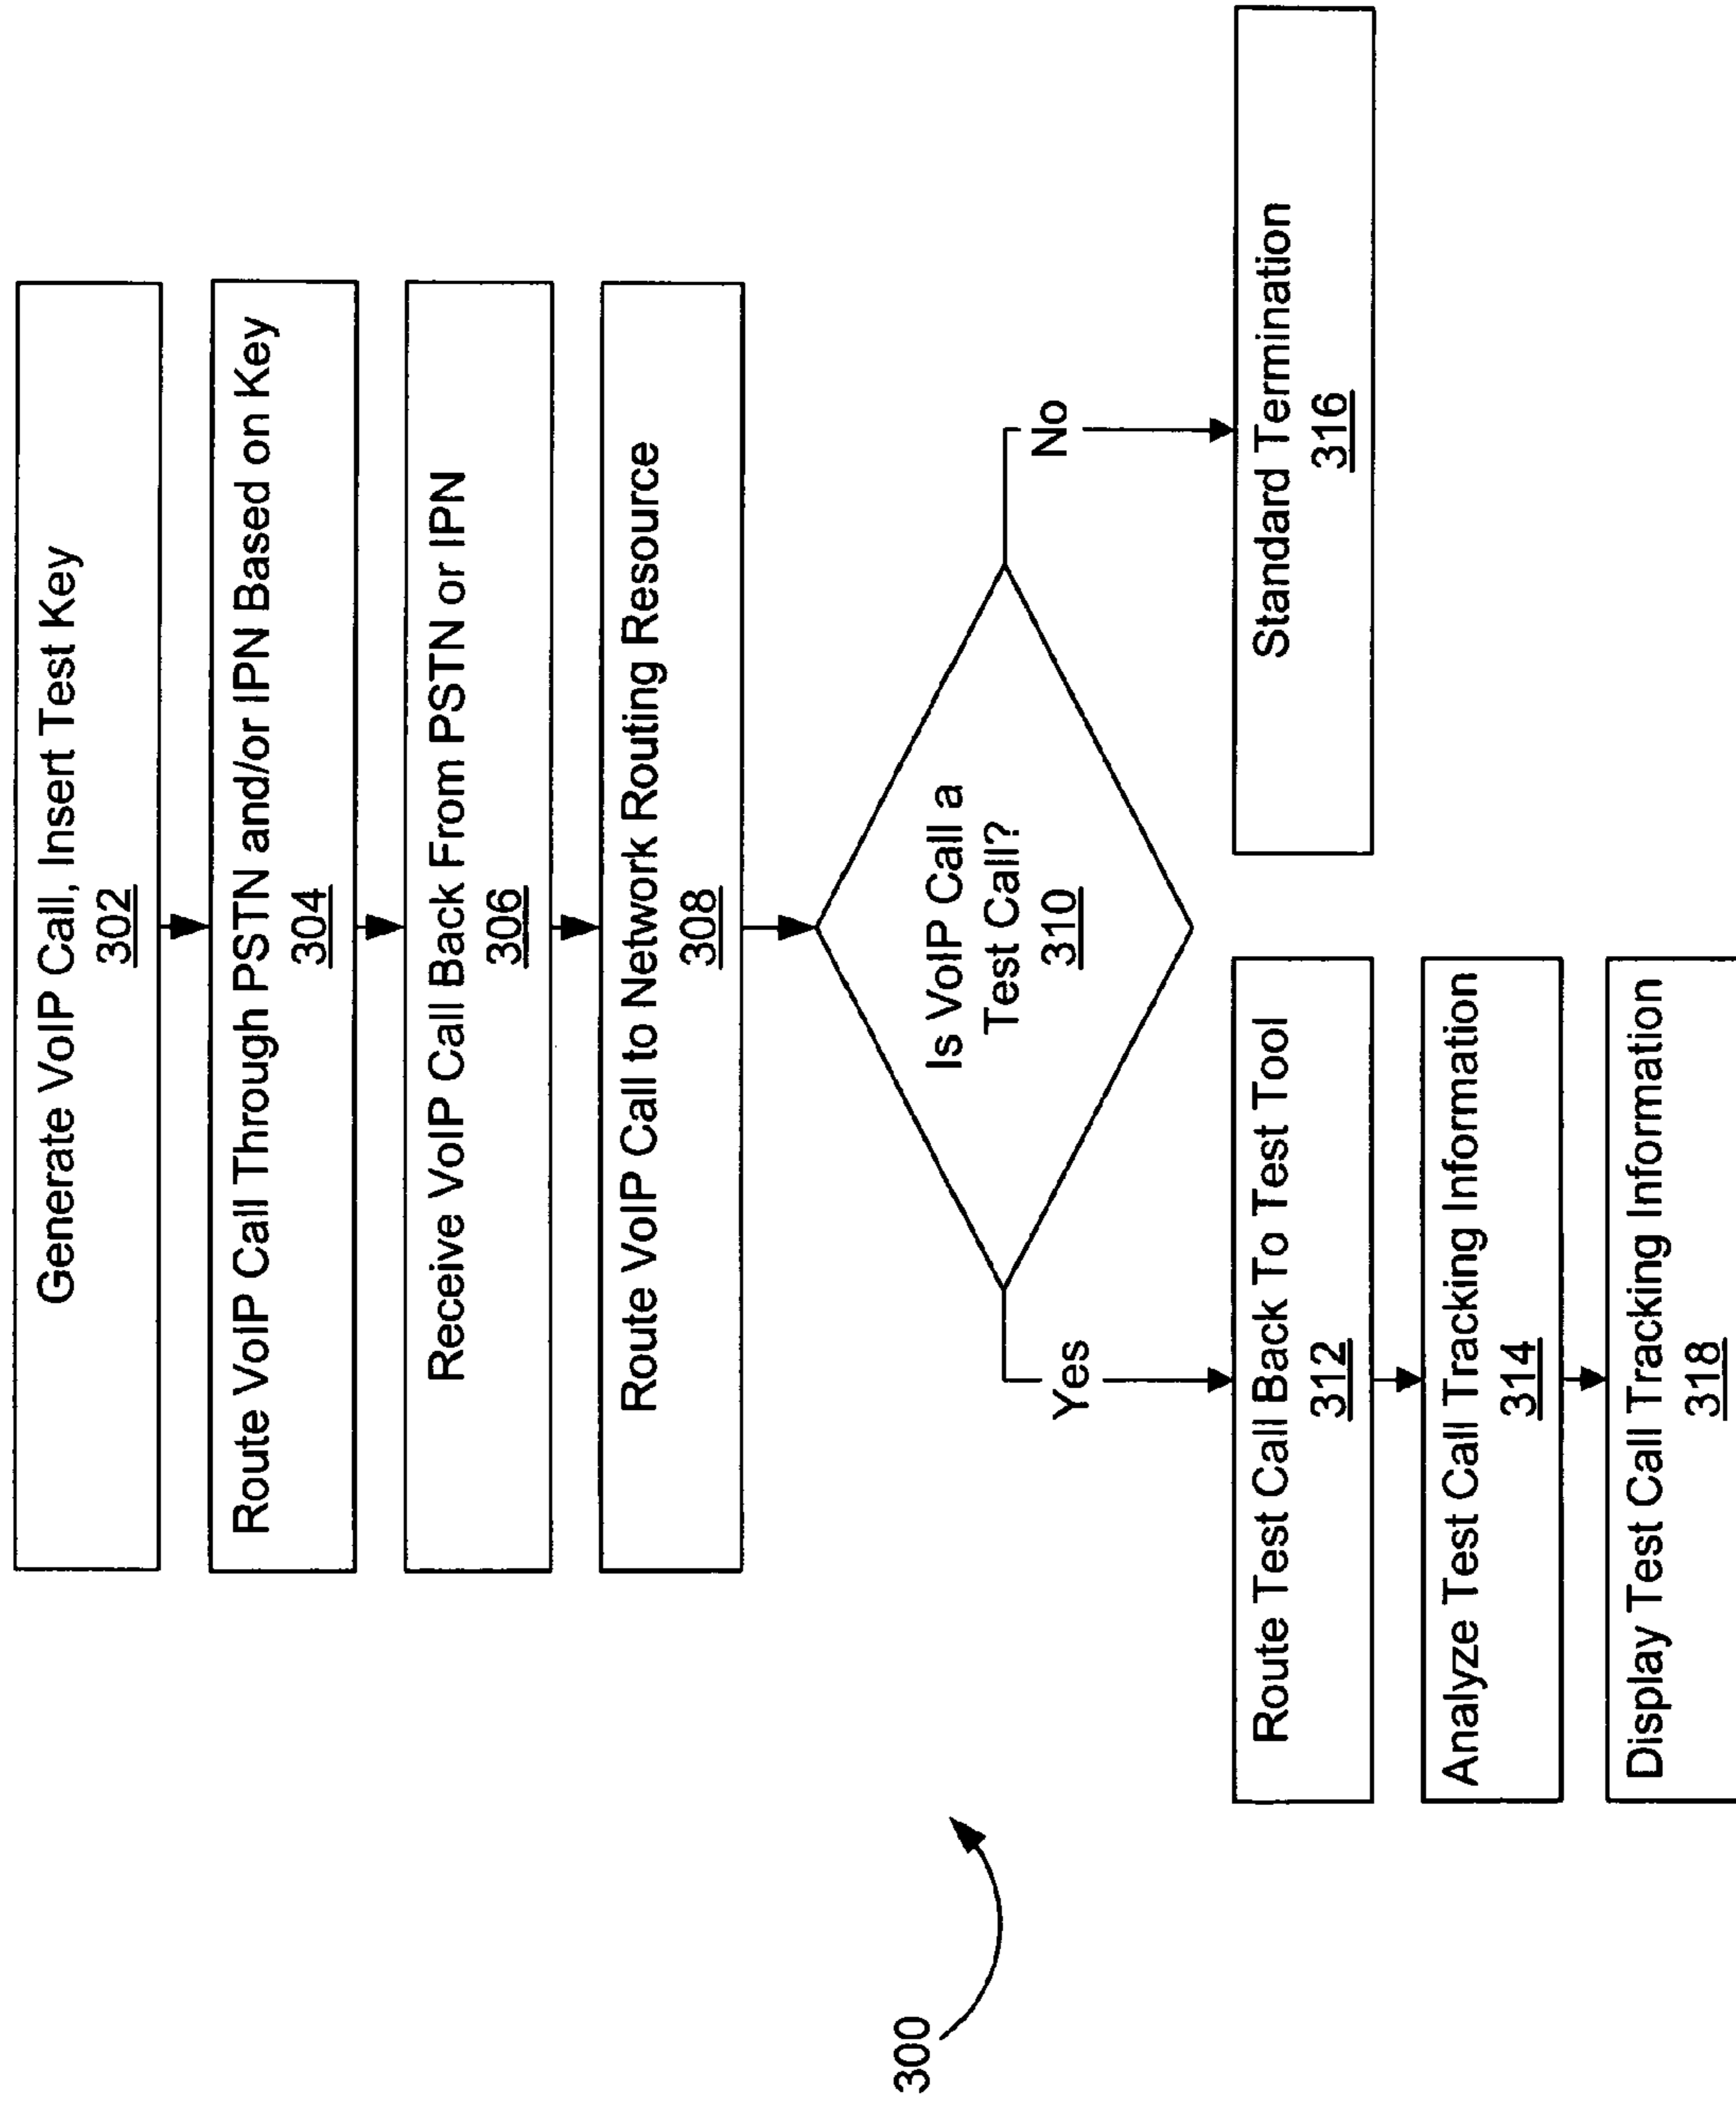 Generate VoIP Call, Insert Test Key
302
Route VoIP Call Through PSTN and/or IPN Based on Key
304
Receive VoIP Call Back From PSTN or IPN
306
Route VoIP Call to Network Routing Resource
308
Is VoIP Call a
Test Call?
310
Yes
No
Route Test Call Back To Test Tool
312
Standard Termination
316
Analyze Test Call Tracking Information
314
Display Test Call Tracking Information
318
300